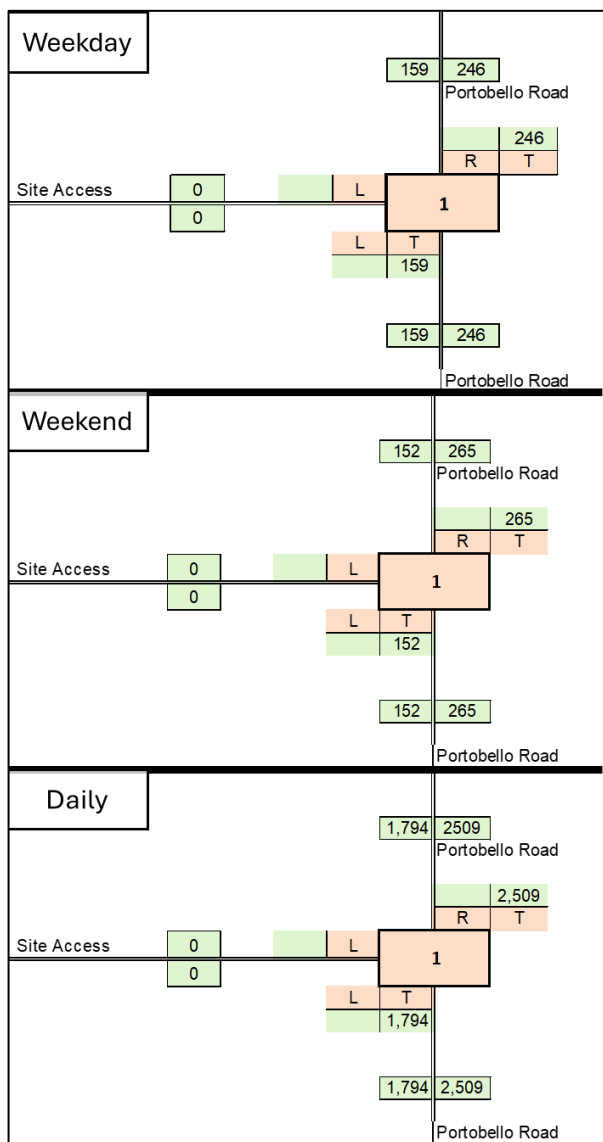 Weekday
159 246
Portobello Road
246
R T
Site Access 0 L
1
0
L T
159
159 246
Portobello Road
Weekend
152 265
Portobello Road
265
R T
Site Access 0 L
1
0
L T
152
152 265
Portobello Road
Daily
1,794 2509
Portobello Road
2,509
R T
Site Access 0 L
1
0
L T
1,794
1,794 2,509
Portobello Road